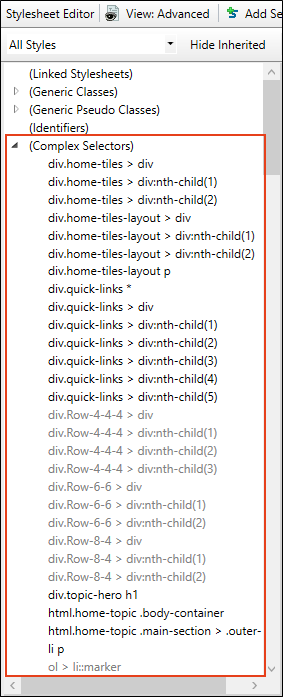 Stylesheet Editor View: Advanced Add Se
All Styles Hide Inherited
(Linked Stylesheets)
(Generic Classes)
(Generic Pseudo Classes)
(Identifiers)
(Complex Selectors)
div.home-tiles > div
div.home-tiles > div:nth-child(1)
div.home-tiles > div:nth-child(2)
div.home-tiles-layout > div
div.home-tiles-layout > div:nth-child(1)
div.home-tiles-layout > div:nth-child(2)
div.home-tiles-layout p
div.quick-links *
div.quick-links > div
div.quick-links > div:nth-child(1)
div.quick-links > div:nth-child(2)
div.quick-links > div:nth-child(3)
div.quick-links > div:nth-child(4)
div.quick-links > div:nth-child(5)
div.Row-4-4-4 > div
div.Row-4-4-4 > div:nth-child(1)
div.Row-4-4-4 > div:nth-child(2)
div.Row-4-4-4 > div:nth-child(3)
div.Row-6-6 > div
div.Row-6-6 > div:nth-child(1)
div.Row-6-6 > div:nth-child(2)
div.Row-8-4 > div
div.Row-8-4 > div:nth-child(1)
div.Row-8-4 > div:nth-child(2)
div.topic-hero h1
html.home-topic .body-container
html.home-topic .main-section > .outer-
li p
ol > li::marker